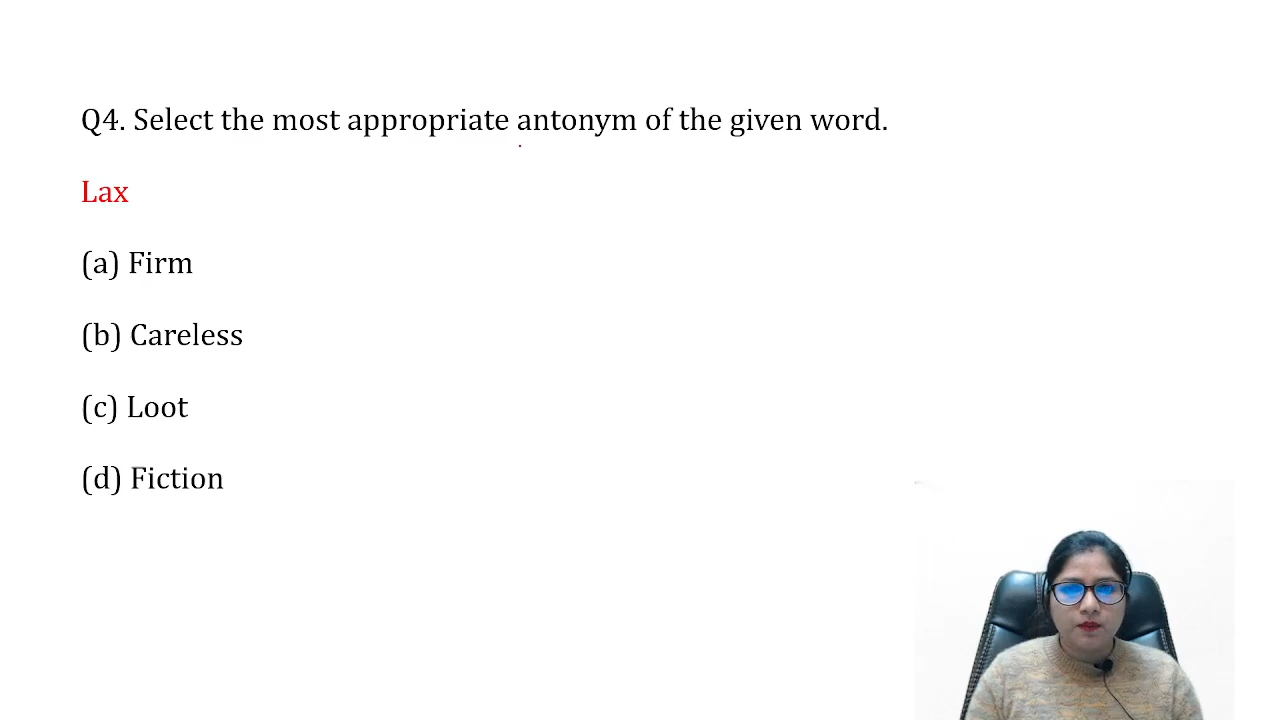 Q4. Select the most appropriate antonym of the given word.
Lax
(a) Firm
(b) Careless
(c) Loot
(d) Fiction